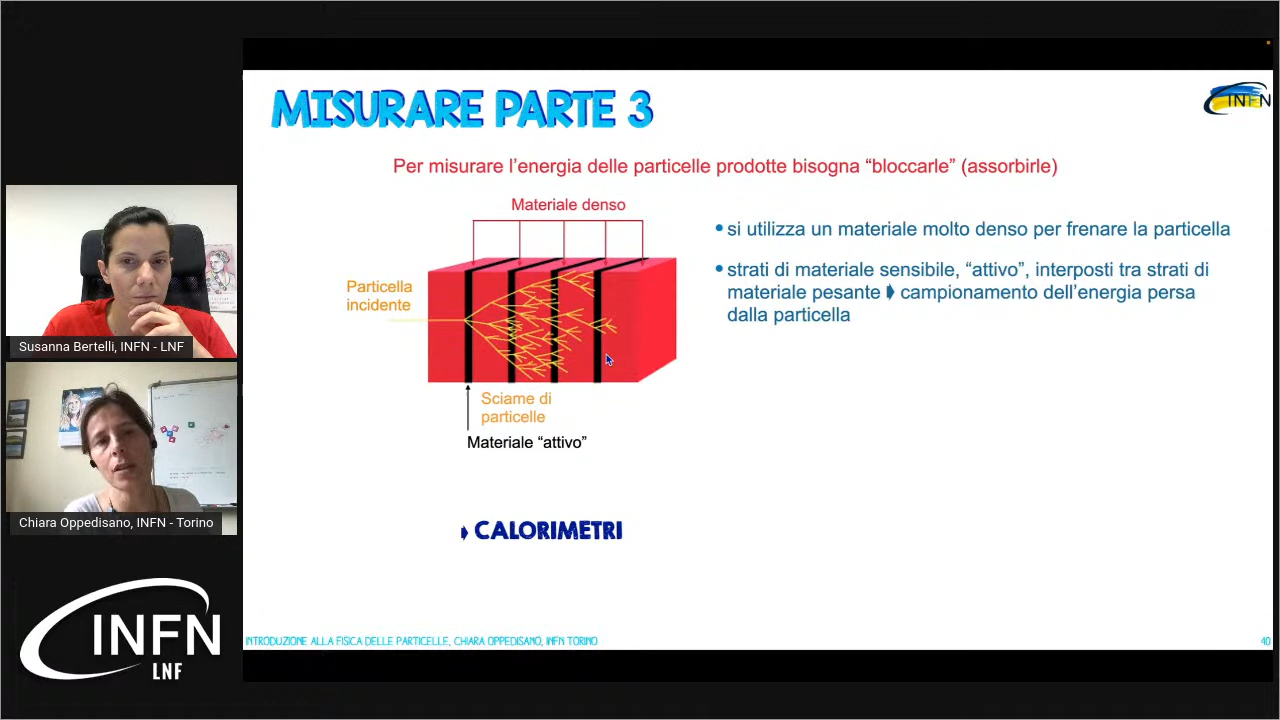 MISURARE PARTE 3
INFN
Per misurare l’energia delle particelle prodotte bisogna “bloccarle” (assorbirle)
Materiale denso
Particella
incidente
Sciame di
particelle
Materiale “attivo”
• si utilizza un materiale molto denso per frenare la particella
• strati di materiale sensibile, “attivo”, interposti tra strati di
materiale pesante ➧ campionamento dell’energia persa
dalla particella
➧ CALORIMETRI
INTRODUZIONE ALLA FISICA DELLE PARTICELLE, CHIARA OPPEDISANO, INFN TORINO
40
Susanna Bertelli, INFN - LNF
Chiara Oppedisano, INFN - Torino
INFN
LNF